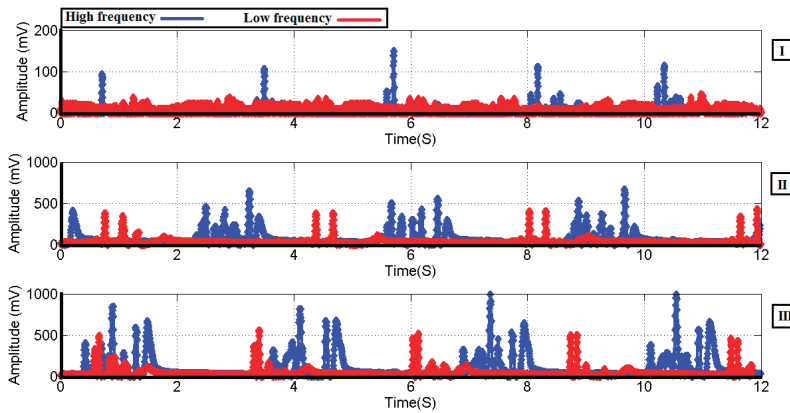 High frequency Low frequency
200
100
0
Amplitude (mV)
0 2 4 6 8 10 12
Time(S)
I
1000
500
0
Amplitude (mV)
0 2 4 6 8 10 12
Time(S)
II
1000
500
0
Amplitude (mV)
0 2 4 6 8 10 12
Time(S)
III